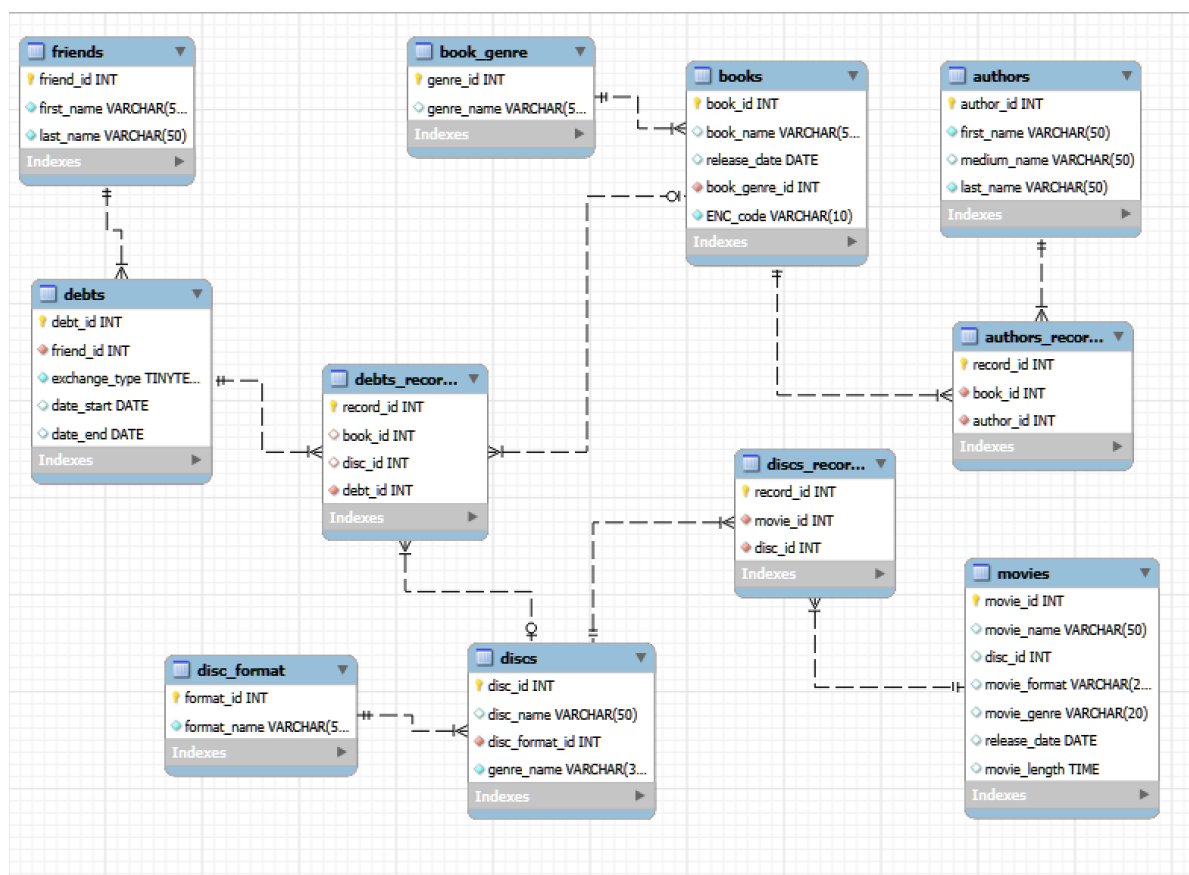 friends
friend_id INT
first_name VARCHAR(5...
last_name VARCHAR(50)
Indexes
book_genre
genre_id INT
genre_name VARCHAR(5...
Indexes
books
book_id INT
book_name VARCHAR(5...
release_date DATE
book_genre_id INT
ENC_code VARCHAR(10)
Indexes
authors
author_id INT
first_name VARCHAR(50)
medium_name VARCHAR(50)
last_name VARCHAR(50)
Indexes
debts
debt_id INT
friend_id INT
exchange_type TINYTE...
date_start DATE
date_end DATE
Indexes
debts_recor...
record_id INT
book_id INT
disc_id INT
debt_id INT
Indexes
authors_recor...
record_id INT
book_id INT
author_id INT
Indexes
discs_recor...
record_id INT
movie_id INT
disc_id INT
Indexes
movies
movie_id INT
movie_name VARCHAR(50)
disc_id INT
movie_format VARCHAR(2...
movie_genre VARCHAR(20)
release_date DATE
movie_length TIME
Indexes
disc_format
format_id INT
format_name VARCHAR(5...
Indexes
discs
disc_id INT
disc_name VARCHAR(50)
disc_format_id INT
genre_name VARCHAR(3...
Indexes